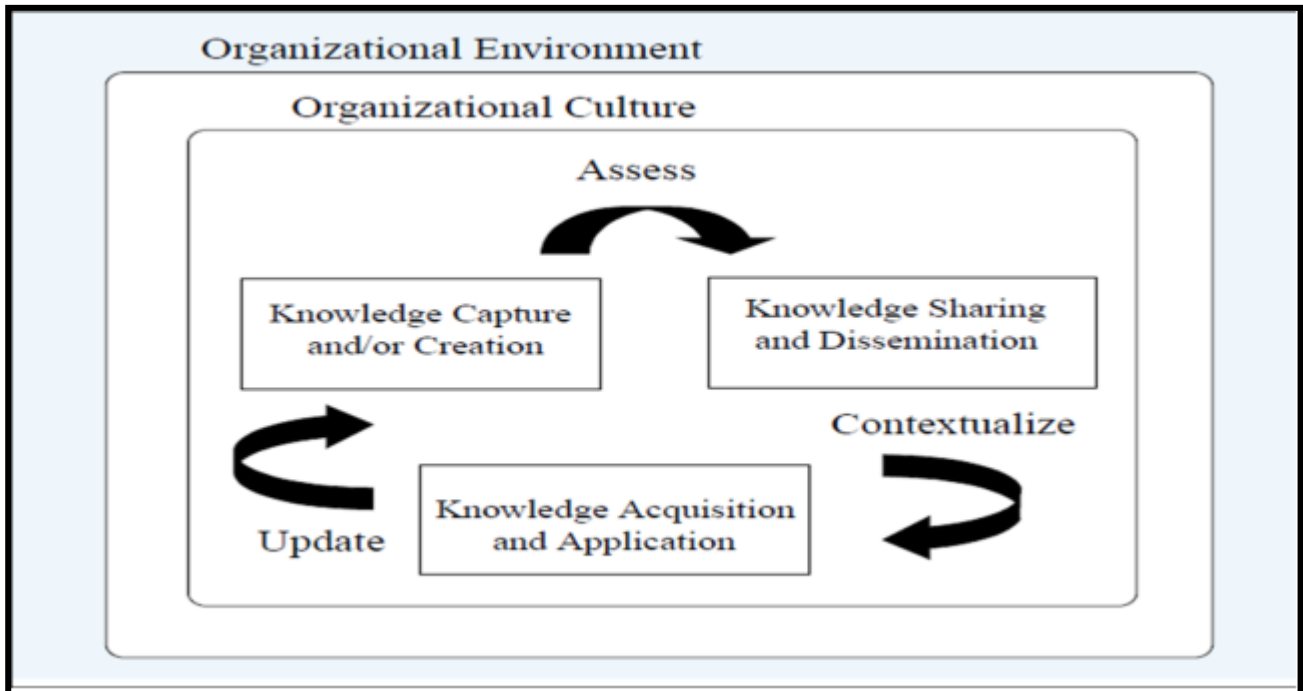 Organizational Environment
Organizational Culture
Assess
Knowledge Capture
and/or Creation
Knowledge Sharing
and Dissemination
Contextualize
Knowledge Acquisition
and Application
Update